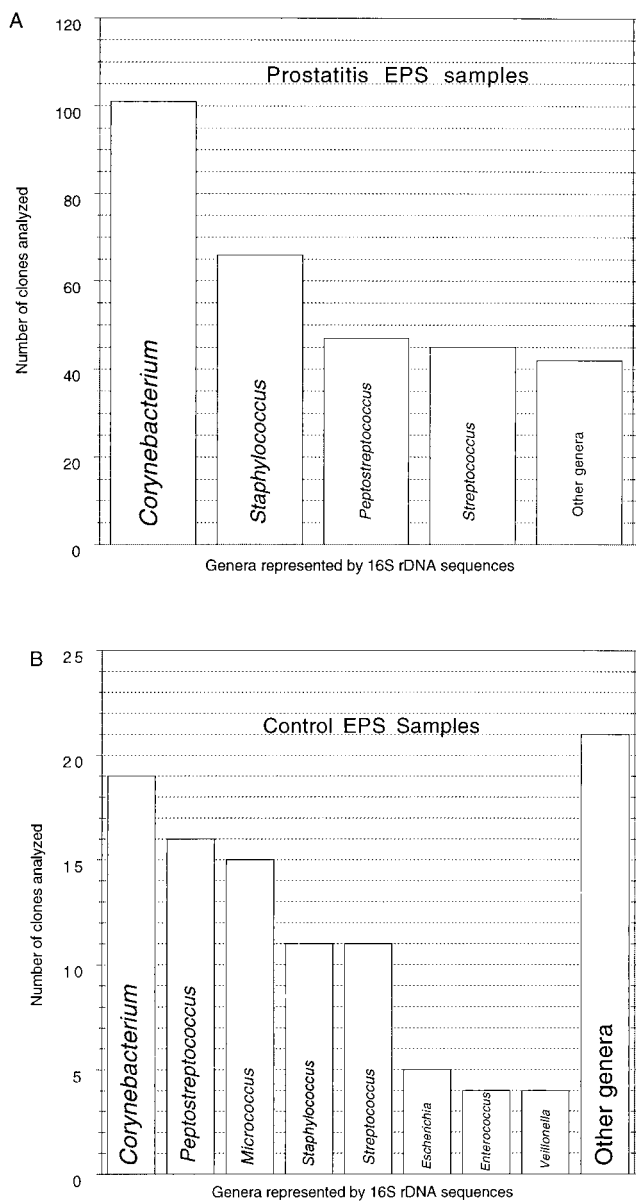 A
120
Prostatitis EPS samples
100
80
60
40
20
0
Number of clones analyzed
Corynebacterium
Staphylococcus
Peptostreptococcus
Streptococcus
Other genera
Genera represented by 16S rDNA sequences
B
25
Control EPS Samples
20
15
10
5
0
Number of clones analyzed
Corynebacterium
Peptostreptococcus
Micrococcus
Staphylococcus
Streptococcus
Escherichia
Enterococcus
Veillonella
Other genera
Genera represented by 16S rDNA sequences